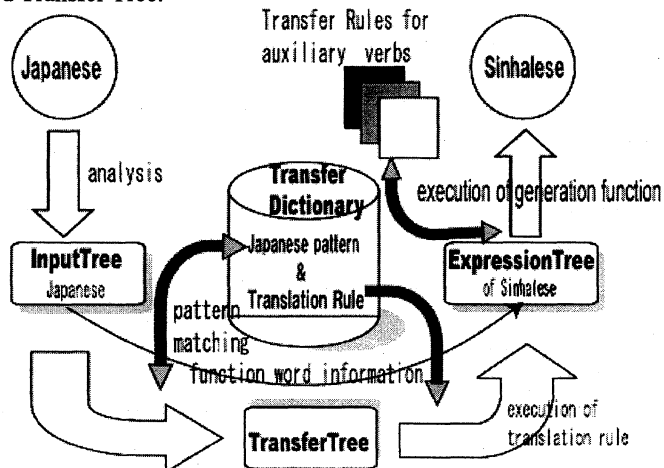 a Transfer Tree.
Transfer Rules for
auxiliary verbs
Japanese
Sinhalese
analysis
Transfer
Dictionary
execution of generation function
Japanese pattern
&
Translation Rule
InputTree
Japanese
ExpressionTree
of Sinhalese
pattern
matching
function word information
execution of
translation rule
TransferTree